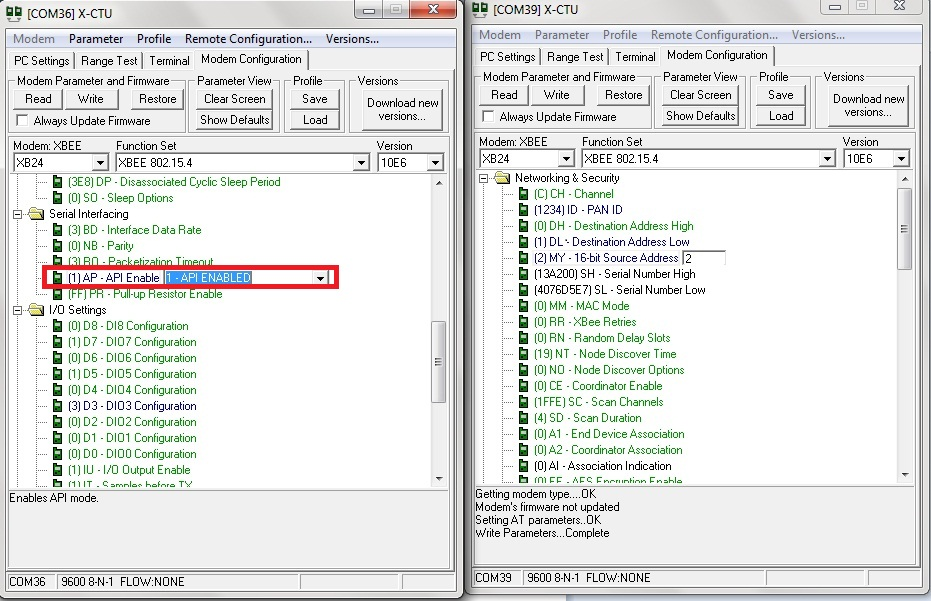 [COM36] X-CTU
Modem Parameter Profile Remote Configuration... Versions...
PC Settings Range Test Terminal Modem Configuration
Modem Parameter and Firmware Parameter View Profile Versions
Read Write Restore Clear Screen Save Download new versions...
Always Update Firmware Show Defaults Load
Modem: XBEE Function Set Version
XB24 XBEE 802.15.4 10E6
(3E8) DP - Disassociated Cyclic Sleep Period
(0) SO - Sleep Options
Serial Interfacing
(3) BD - Interface Data Rate
(0) NB - Parity
(3) RO - Packetization Timeout
(1) AP - API Enable 1 - API ENABLED
(FF) PR - Pull-up Resistor Enable
I/O Settings
(0) D8 - DI8 Configuration
(1) D7 - DIO7 Configuration
(0) D6 - DIO6 Configuration
(1) D5 - DIO5 Configuration
(0) D4 - DIO4 Configuration
(3) D3 - DIO3 Configuration
(0) D2 - DIO2 Configuration
(0) D1 - DIO1 Configuration
(0) D0 - DIO0 Configuration
(1) IU - I/O Output Enable
(1) IT - Samples before TX
Enables API mode.
COM36 9600 8-N-1 FLOW:NONE
[COM39] X-CTU
Modem Parameter Profile Remote Configuration... Versions...
PC Settings Range Test Terminal Modem Configuration
Modem Parameter and Firmware Parameter View Profile Versions
Read Write Restore Clear Screen Save Download new versions...
Always Update Firmware Show Defaults Load
Modem: XBEE Function Set Version
XB24 XBEE 802.15.4 10E6
Networking & Security
(C) CH - Channel
(1234) ID - PAN ID
(0) DH - Destination Address High
(1) DL - Destination Address Low
(2) MY - 16-bit Source Address 2
(13A200) SH - Serial Number High
(4076D5E7) SL - Serial Number Low
(0) MM - MAC Mode
(0) RR - XBee Retries
(0) RN - Random Delay Slots
(19) NT - Node Discover Time
(0) NO - Node Discover Options
(0) CE - Coordinator Enable
(1FFE) SC - Scan Channels
(4) SD - Scan Duration
(0) A1 - End Device Association
(0) A2 - Coordinator Association
(0) AI - Association Indication
(0) EE - AES Encryption Enable
Getting modem type....OK
Modem's firmware not updated
Setting AT parameters..OK
Write Parameters...Complete
COM39 9600 8-N-1 FLOW:NONE